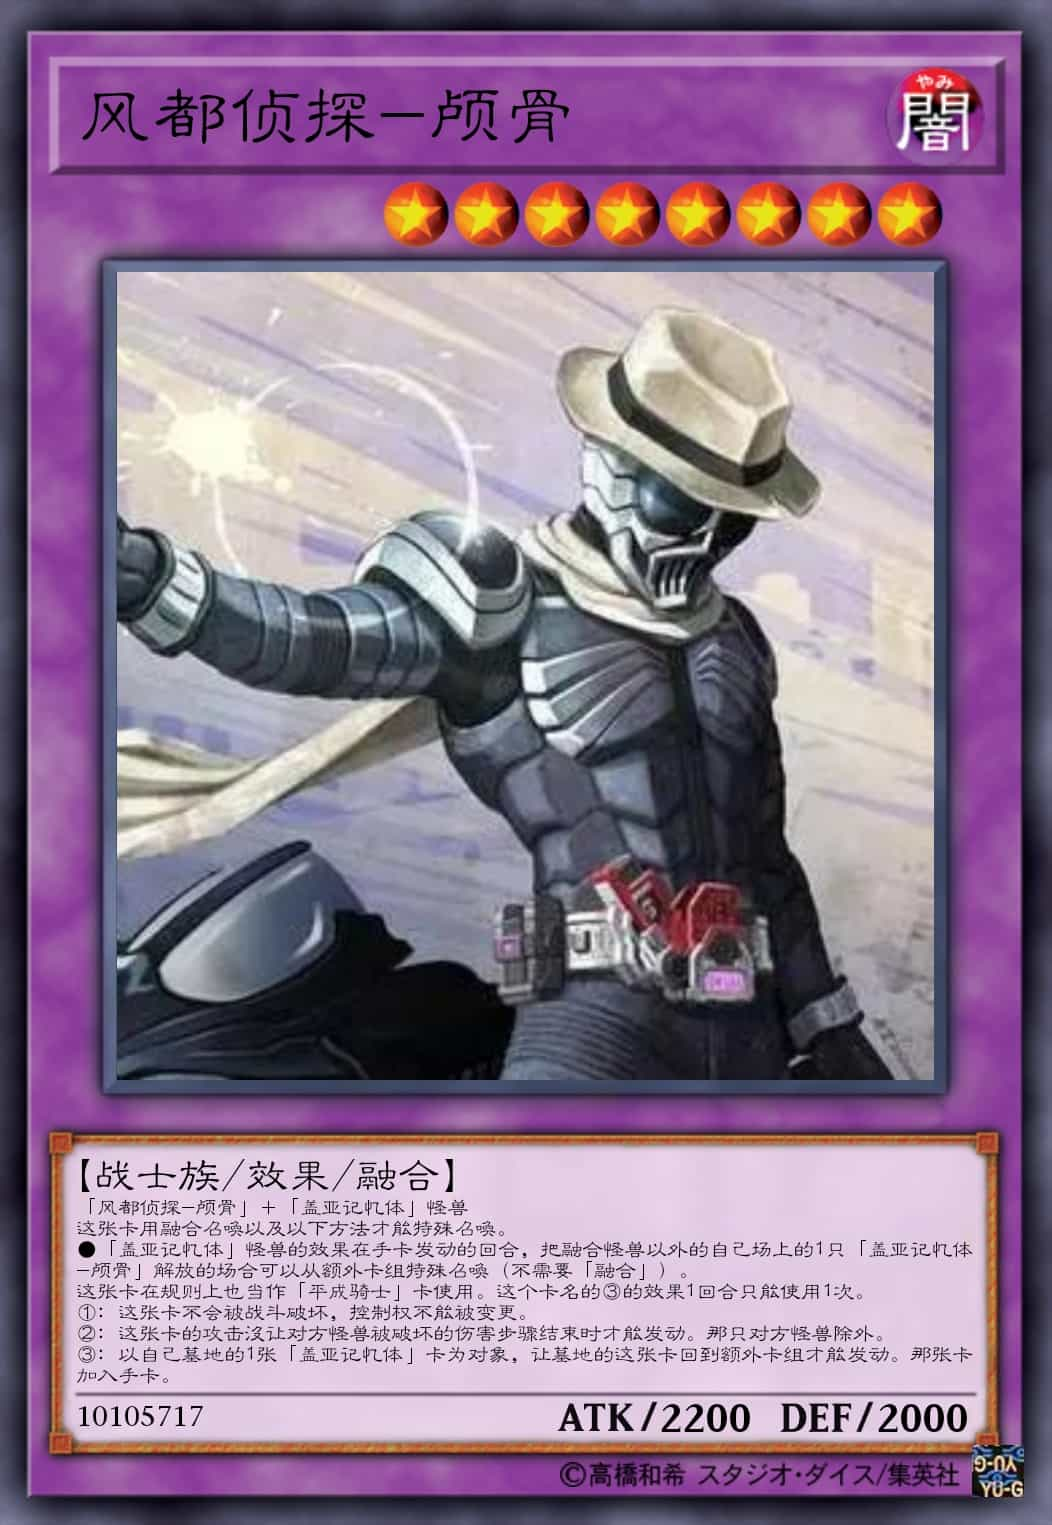 风都侦探-颅骨
やみ
闇
【战士族/效果/融合】
「风都侦探-颅骨」+「盖亚记忆体」怪兽
这张卡用融合召唤以及以下方法才能特殊召唤。
●「盖亚记忆体」怪兽的效果在手卡发动的回合，把融合怪兽以外的自己场上的1只「盖亚记忆体
-颅骨」解放的场合可以从额外卡组特殊召唤（不需要「融合」）。
这张卡在规则上也当作「平成骑士」卡使用。这个卡名的③的效果1回合只能使用1次。
①：这张卡不会被战斗破坏，控制权不能被变更。
②：这张卡的攻击没让对方怪兽被破坏的伤害步骤结束时才能发动。那只对方怪兽除外。
③：以自己墓地的1张「盖亚记忆体」卡为对象，让墓地的这张卡回到额外卡组才能发动。那张卡
加入手卡。
10105717 ATK/2200 DEF/2000
©高橋和希 スタジオ・ダイス/集英社